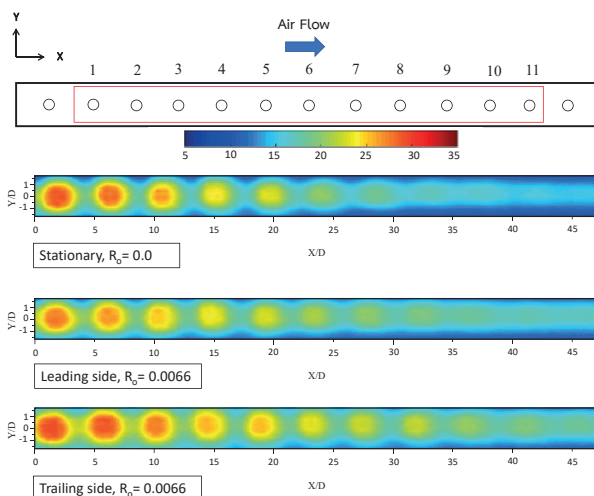 Y
Air Flow
X
1 2 3 4 5 6 7 8 9 10 11
5 10 15 20 25 30 35
Y/D
1
0
-1
0 5 10 15 20 25 30 35 40 45
Stationary, Ro= 0.0
X/D
Y/D
1
0
-1
0 5 10 15 20 25 30 35 40 45
Leading side, Ro= 0.0066
X/D
Y/D
1
0
-1
0 5 10 15 20 25 30 35 40 45
Trailing side, Ro= 0.0066
X/D